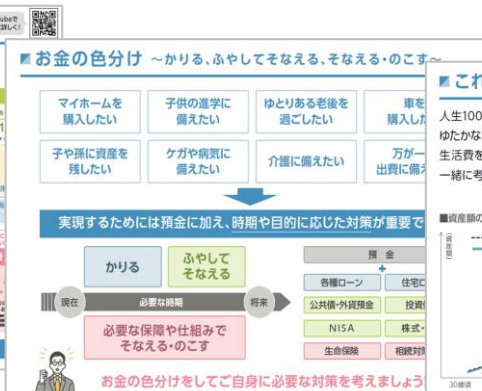 ubeで
詳しく!
お金の色分け ~かりる、ふやしてそなえる、そなえる・のこす~
マイホームを
購入したい
子供の進学に
備えたい
ゆとりある老後を
過ごしたい
車を
購入した
子や孫に資産を
残したい
ケガや病気に
備えたい
介護に備えたい
万が一
出費に備え
実現するためには預金に加え、時期や目的に応じた対策が重要で
かりる
ふやして
そなえる
現在
必要な時期
将来
必要な保障や仕組みで
そなえる・のこす
預 金
+
各種ローン
住宅ロ
公共債・外貨預金
投資
NISA
株式・
生命保険
相続対
お金の色分けをしてご自身に必要な対策を考えましょう
これ
人生100
ゆたかな
生活費を
一緒に考
■資産額の
(資産額)
30歳頃